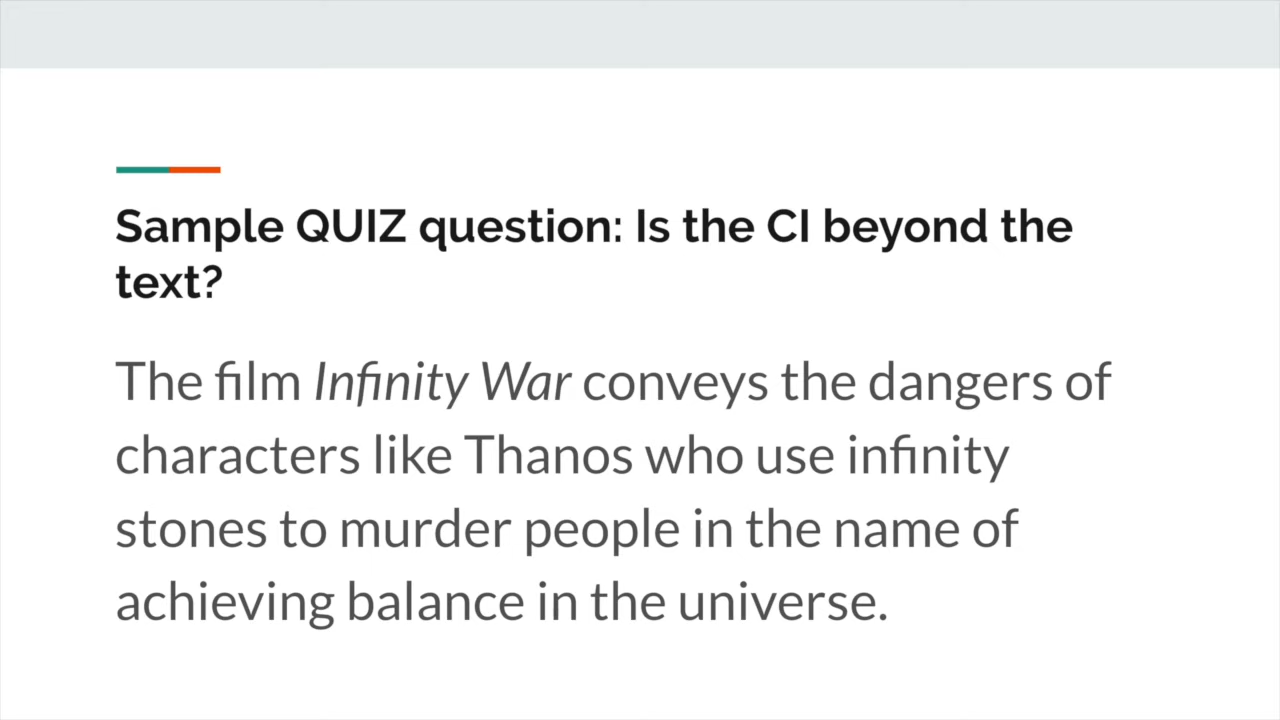 Sample QUIZ question: Is the CI beyond the
text?
The film Infinity War conveys the dangers of
characters like Thanos who use infinity
stones to murder people in the name of
achieving balance in the universe.